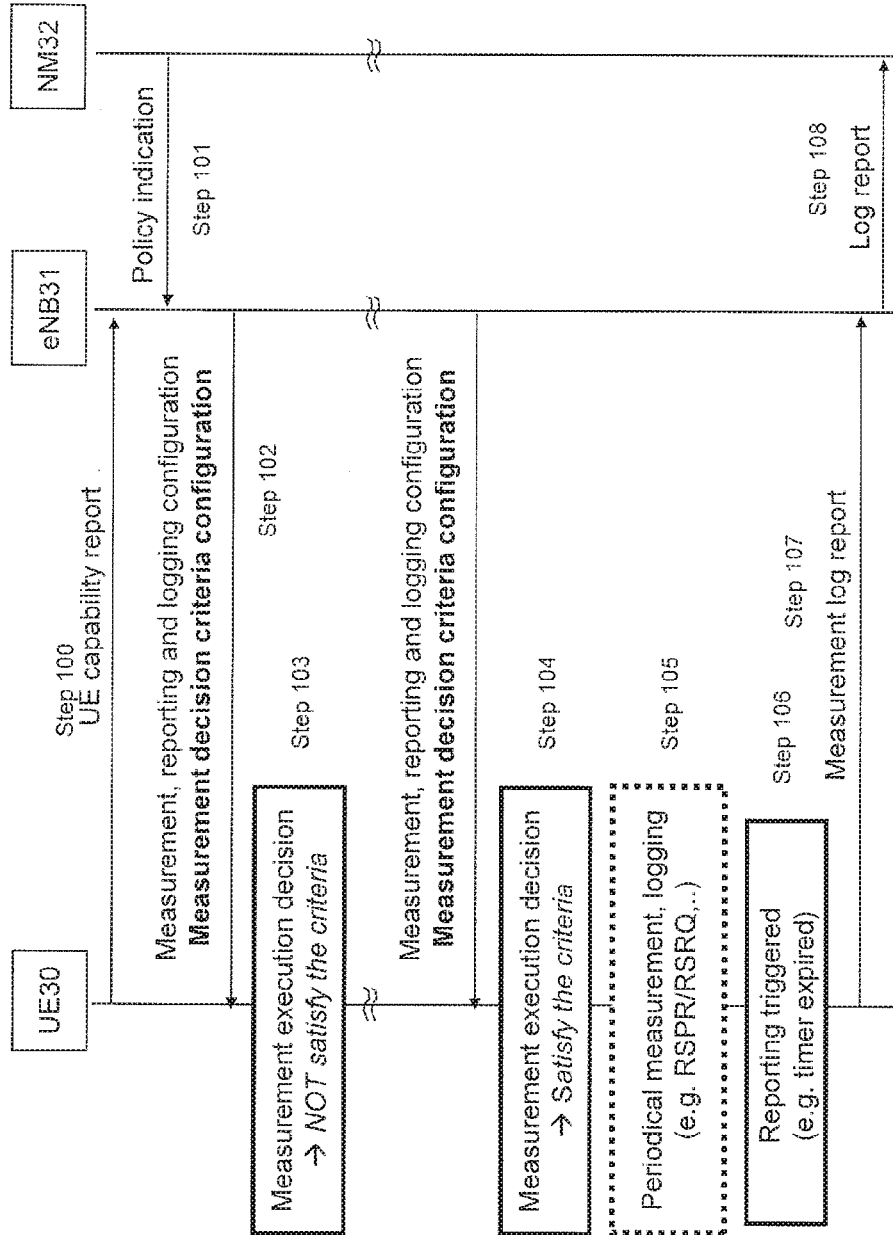 UE30
eNB31
NM32
Step 100
UE capability report
Policy indication
Step 101
Measurement, reporting and logging configuration
Measurement decision criteria configuration
Step 102
Measurement execution decision
→ NOT satisfy the criteria
Step 103
Measurement, reporting and logging configuration
Measurement decision criteria configuration
Measurement execution decision
→ Satisfy the criteria
Step 104
Periodical measurement, logging
(e.g. RSPR/RSRQ,..)
Step 105
Reporting triggered
(e.g. timer expired)
Step 106
Step 107
Measurement log report
Step 108
Log report